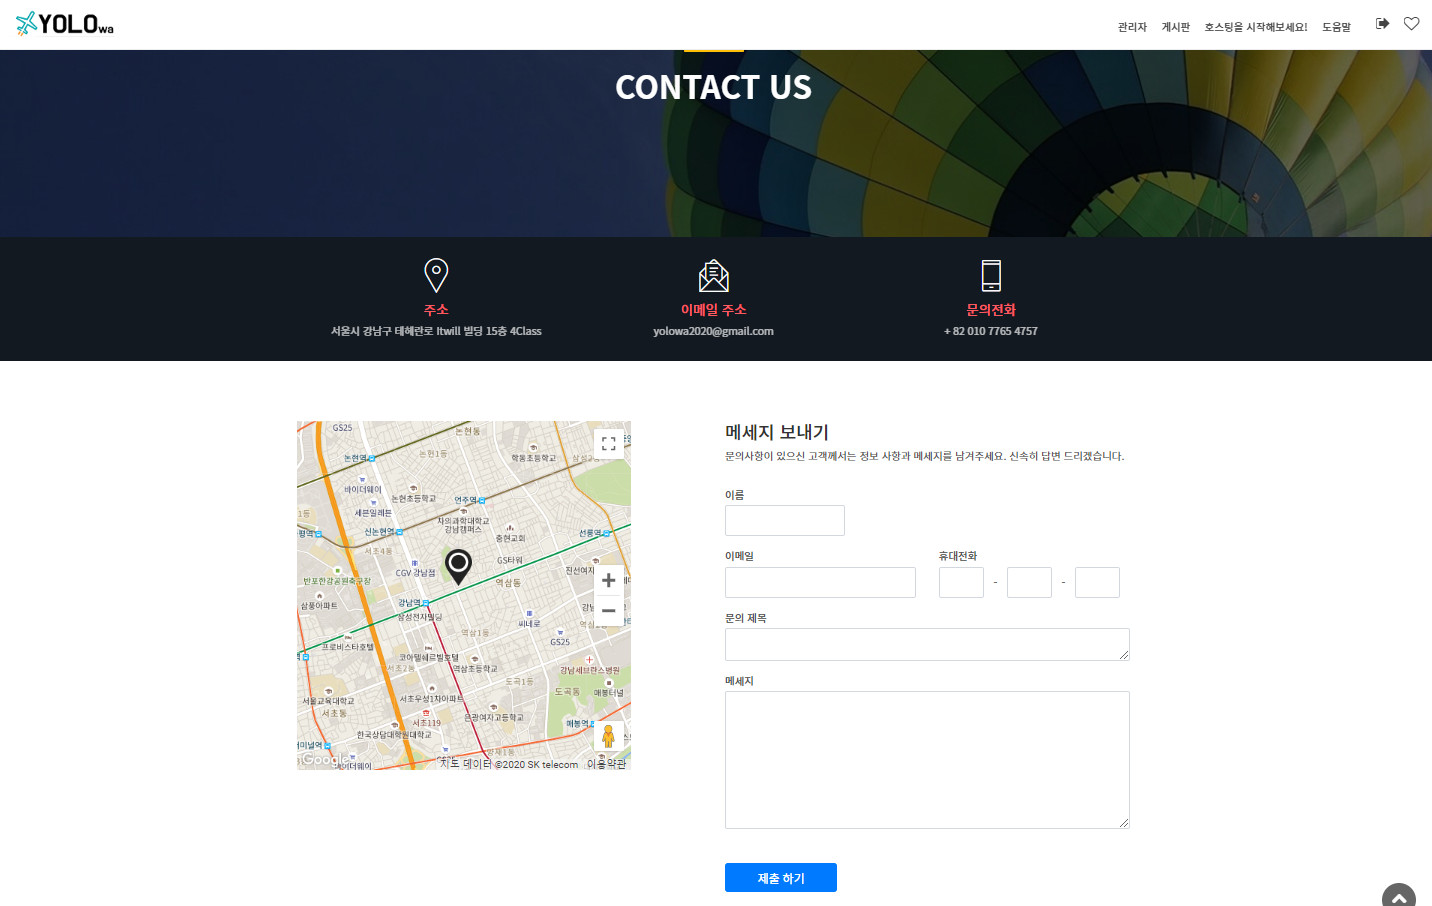 YOLOwa
관리자 게시판 호스팅을 시작해보세요! 도움말
CONTACT US
주소
서울시 강남구 테헤란로 Itwill 빌딩 15층 4Class
이메일 주소
yolowa2020@gmail.com
문의전화
+ 82 010 7765 4757
GS25
논현동
논현역
논현1동
학동초등학교
삼성2동
바이더웨이
논현초등학교
언주역
세븐일레븐
차의과학대학교
강남캠퍼스
신논현역
충현교회
선릉역
서초4동
GS타워
CGV 강남점
반포한강공원축구장
역삼동
강남역
삼풍아파트
삼성전자빌딩
씨네로
역삼1동
GS25
프로비스타호텔
코아텔쉐르빌호텔
서초2동
역삼초등학교
강남세브란스병원
도곡1동
도곡동
매봉터널
서울교육대학교
서초우성1차아파트
서초동
서초119
은광여자고등학교
매봉역
한국상담대학원대학교
양재1동
Google
바이더웨이
지도 데이터 ©2020 SK telecom 이용약관
메세지 보내기
문의사항이 있으신 고객께서는 정보 사항과 메세지를 남겨주세요. 신속히 답변 드리겠습니다.
이름
이메일
휴대전화
- -
문의 제목
메세지
제출 하기